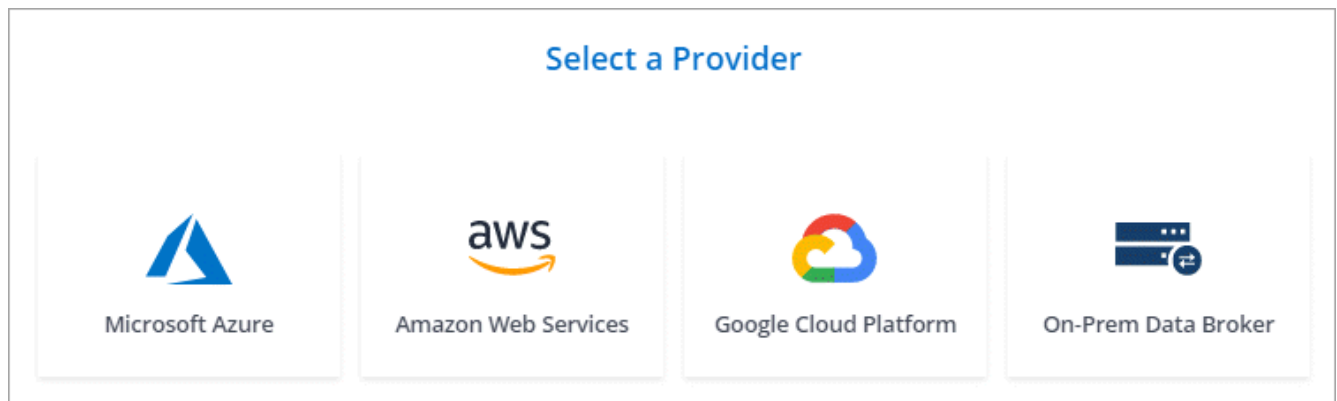 Select a Provider
aws
Microsoft Azure
Amazon Web Services
Google Cloud Platform
On-Prem Data Broker